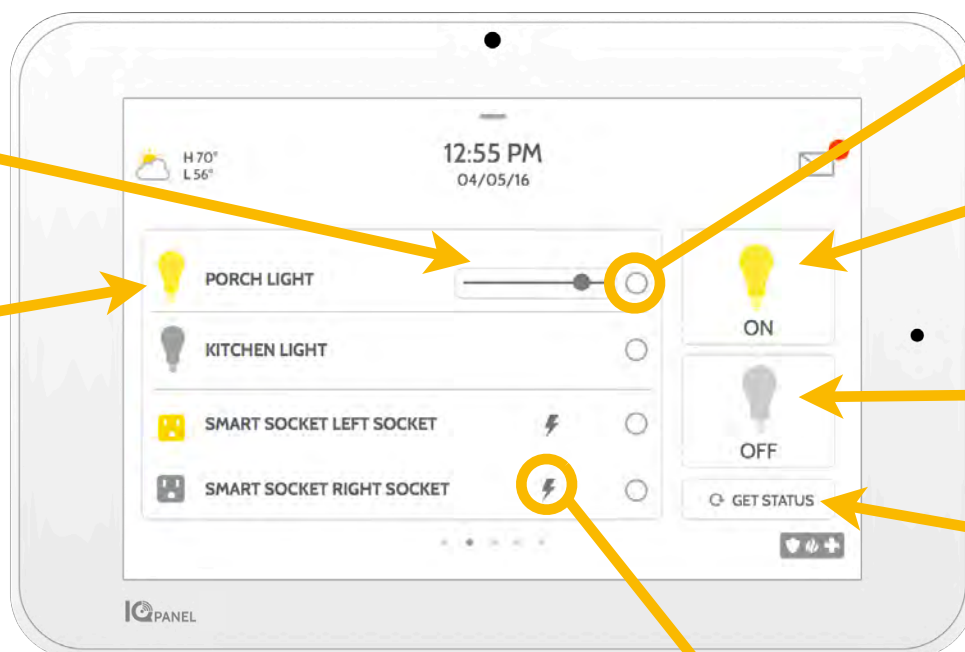 H 70°
L 56°
12:55 PM
04/05/16
PORCH LIGHT
KITCHEN LIGHT
SMART SOCKET LEFT SOCKET
SMART SOCKET RIGHT SOCKET
ON
OFF
GET STATUS
IQ PANEL